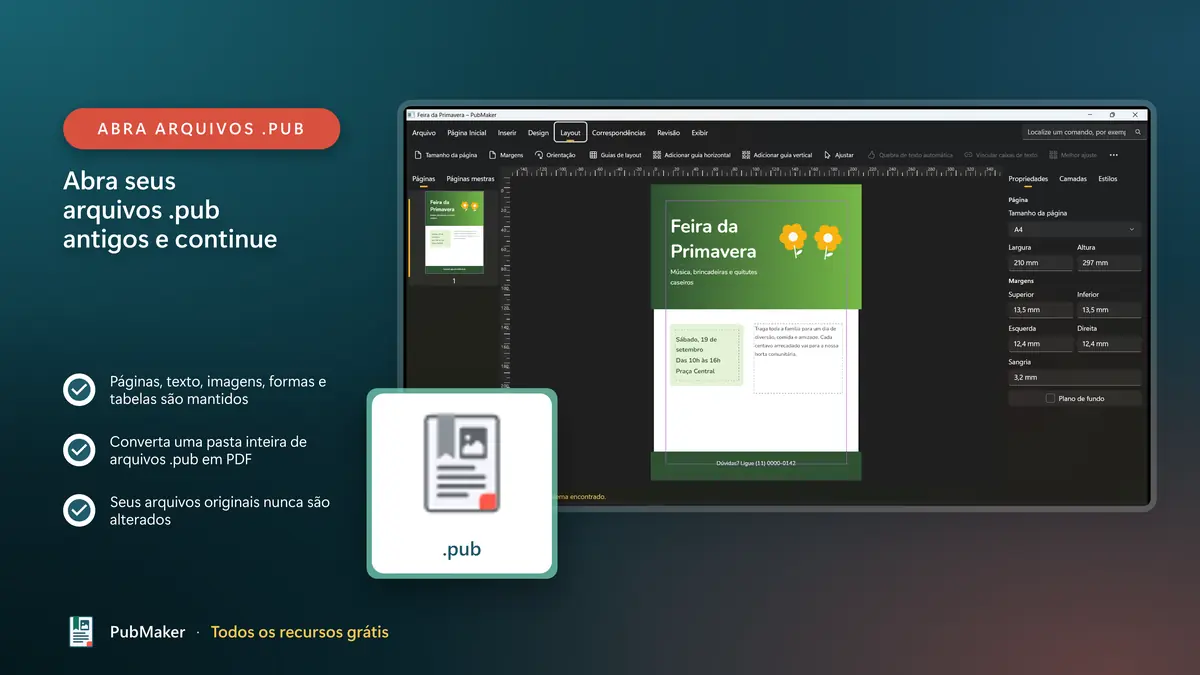 ABRA ARQUIVOS .PUB
Abra seus
arquivos .pub
antigos e continue
Páginas, texto, imagens, formas e
tabelas são mantidos
Converta uma pasta inteira de
arquivos .pub em PDF
Seus arquivos originais nunca são
alterados
PubMaker · Todos os recursos grátis
.pub
Feira da Primavera – PubMaker
Arquivo Página Inicial Inserir Design Layout Correspondências Revisão Exibir
Localize um comando, por exemp
Tamanho da página Margens Orientação Guias de layout Adicionar guia horizontal Adicionar guia vertical Ajustar Quebra de texto automática Vincular caixas de texto Melhor ajuste
Páginas Páginas mestras
1
Feira da
Primavera
Música, brincadeiras e quitutes
caseiros
Sábado, 19 de
setembro
Das 10h às 16h
Praça Central
Traga toda a família para um dia de
diversão, comida e amizade. Cada
centavo arrecadado vai para a nossa
horta comunitária.
Dúvidas? Ligue (11) 0000-0142
encontrado.
Propriedades Camadas Estilos
Página
Tamanho da página
A4
Largura Altura
210 mm 297 mm
Margens
Superior Inferior
13,5 mm 13,5 mm
Esquerda Direita
12,4 mm 12,4 mm
Sangria
3,2 mm
Plano de fundo